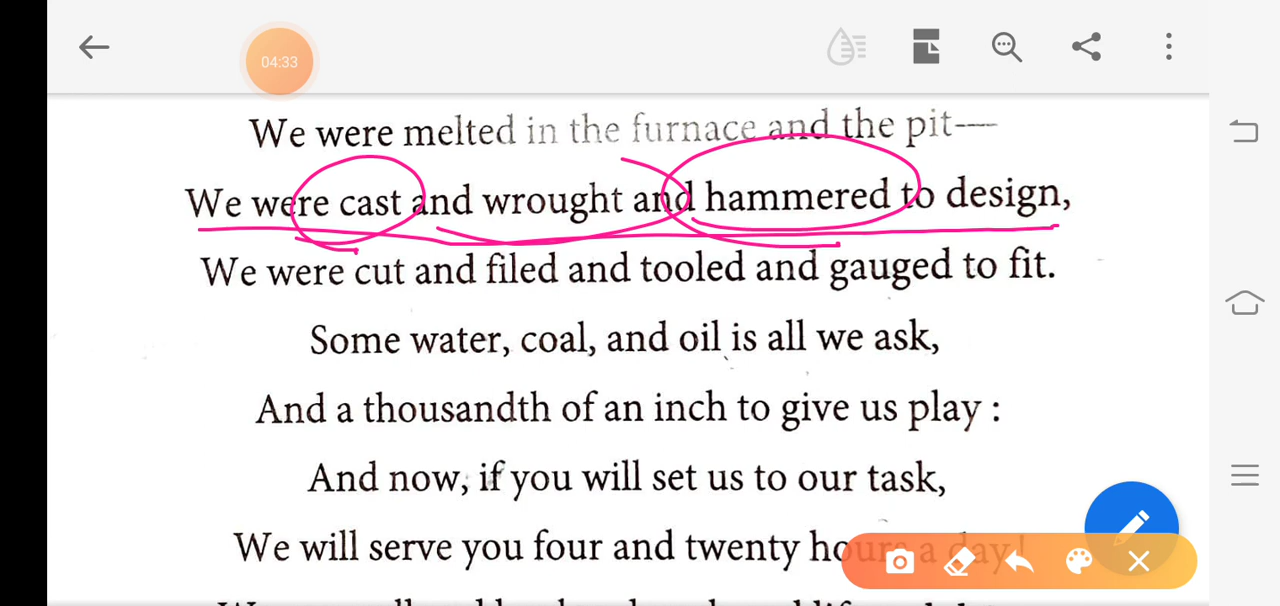 04:33
We were melted in the furnace and the pit—
We were cast and wrought and hammered to design,
We were cut and filed and tooled and gauged to fit.
Some water, coal, and oil is all we ask,
And a thousandth of an inch to give us play :
And now, if you will set us to our task,
We will serve you four and twenty hours a day!